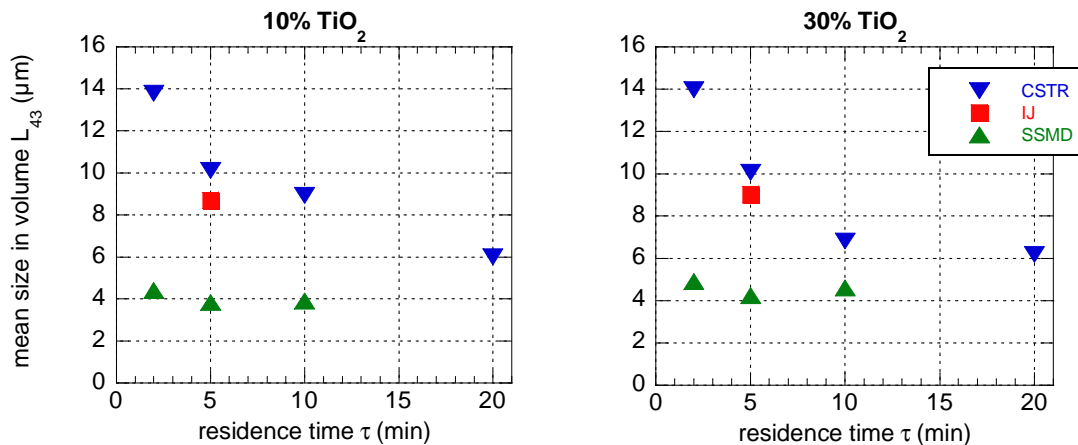 10% TiO₂
mean size in volume L₄₃ (µm)
16
14
12
10
8
6
4
2
0
0 5 10 15 20
residence time τ (min)
30% TiO₂
16
14
12
10
8
6
4
2
0
0 5 10 15 20
residence time τ (min)
CSTR
IJ
SSMD